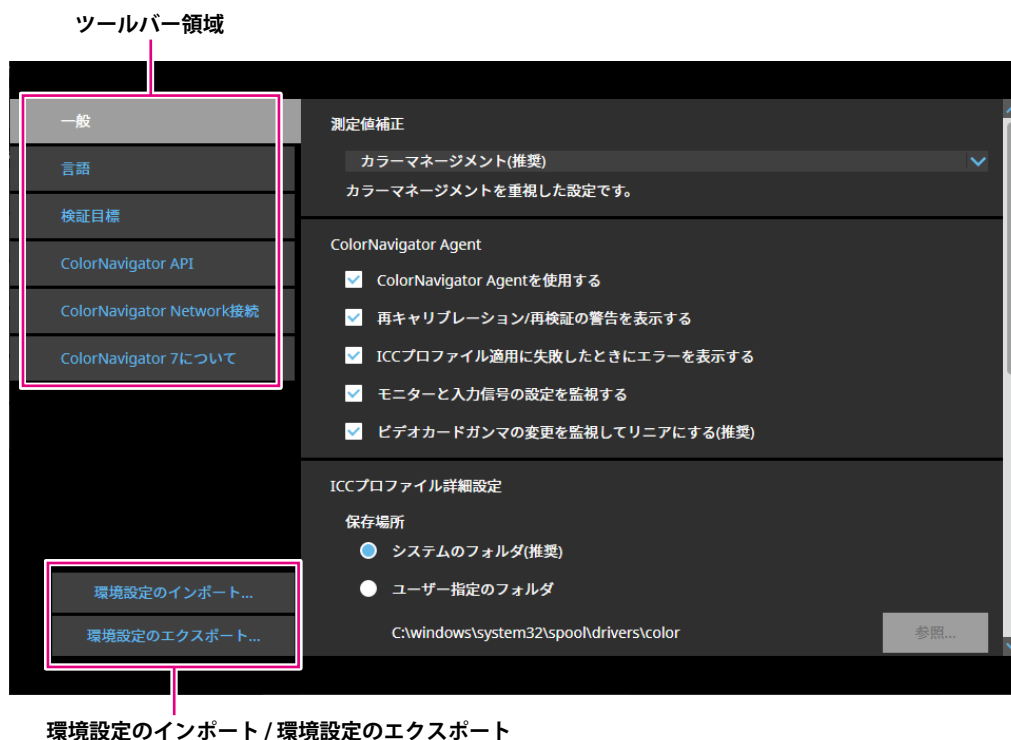 ツールバー領域
一般
言語
検証目標
ColorNavigator API
ColorNavigator Network接続
ColorNavigator 7について
測定値補正
カラーマネージメント(推奨)
カラーマネージメントを重視した設定です。
ColorNavigator Agent
ColorNavigator Agentを使用する
再キャリブレーション/再検証の警告を表示する
ICCプロファイル適用に失敗したときにエラーを表示する
モニターと入力信号の設定を監視する
ビデオカードガンマの変更を監視してリニアにする(推奨)
ICCプロファイル詳細設定
保存場所
システムのフォルダ(推奨)
ユーザー指定のフォルダ
C:\windows\system32\spool\drivers\color
参照...
環境設定のインポート...
環境設定のエクスポート...
環境設定のインポート / 環境設定のエクスポート